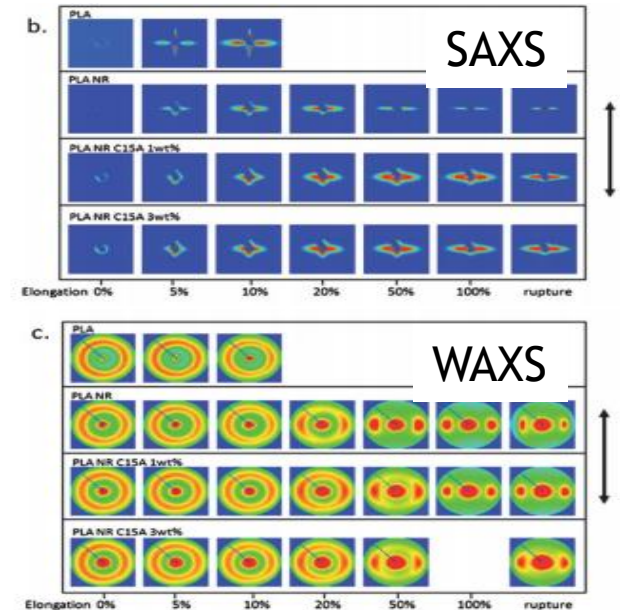 b.
PLA
SAXS
PLA NR
PLA NR C15A 1wt%
PLA NR C15A 3wt%
Elongation 0% 5% 10% 20% 50% 100% rupture
c.
PLA
WAXS
PLA NR
PLA NR C15A 1wt%
PLA NR C15A 3wt%
Elongation 0% 5% 10% 20% 50% 100% rupture